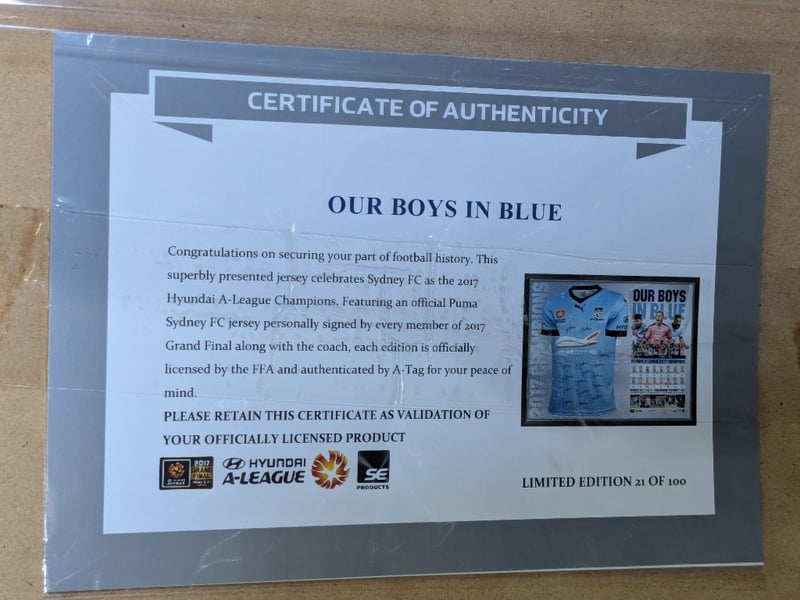 CERTIFICATE OF AUTHENTICITY
OUR BOYS IN BLUE
Congratulations on securing your part of football history. This
superbly presented jersey celebrates Sydney FC as the 2017
Hyundai A-League Champions. Featuring an official Puma
Sydney FC jersey personally signed by every member of 2017
Grand Final along with the coach, each edition is officially
licensed by the FFA and authenticated by A-Tag for your peace of
mind.
PLEASE RETAIN THIS CERTIFICATE AS VALIDATION OF
YOUR OFFICIALLY LICENSED PRODUCT
2017 CHAMPIONS
OUR BOYS
IN BLUE
2017
FINAL
HYUNDAI
A-LEAGUE
SE
PRODUCTS
LIMITED EDITION 21 OF 100